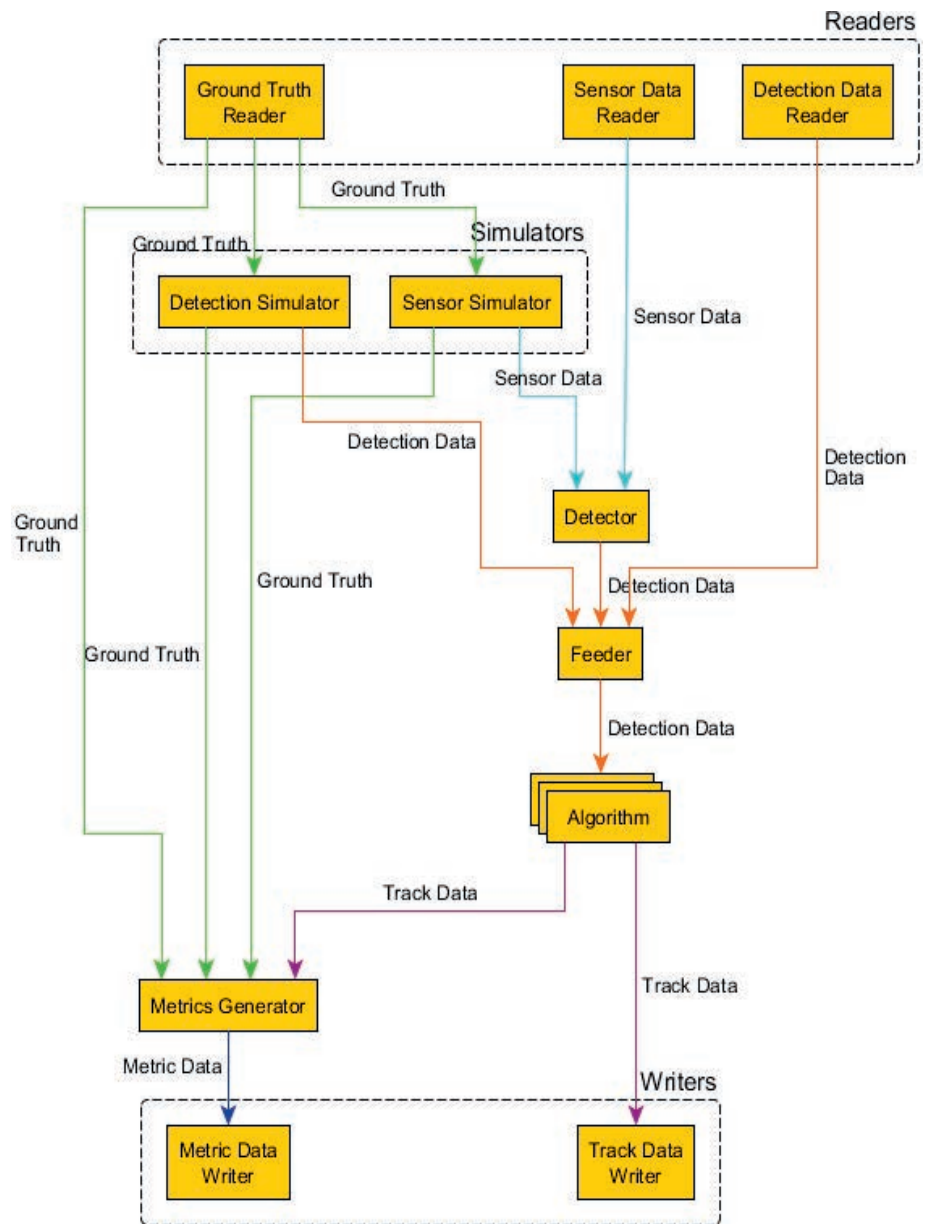 Readers
Ground Truth
Reader
Sensor Data
Reader
Detection Data
Reader
Ground Truth
Ground Truth
Simulators
Detection Simulator
Sensor Simulator
Sensor Data
Sensor Data
Detection Data
Detection
Data
Detector
Ground
Truth
Ground Truth
Detection Data
Feeder
Ground Truth
Detection Data
Algorithm
Track Data
Track Data
Metrics Generator
Metric Data
Writers
Metric Data
Writer
Track Data
Writer